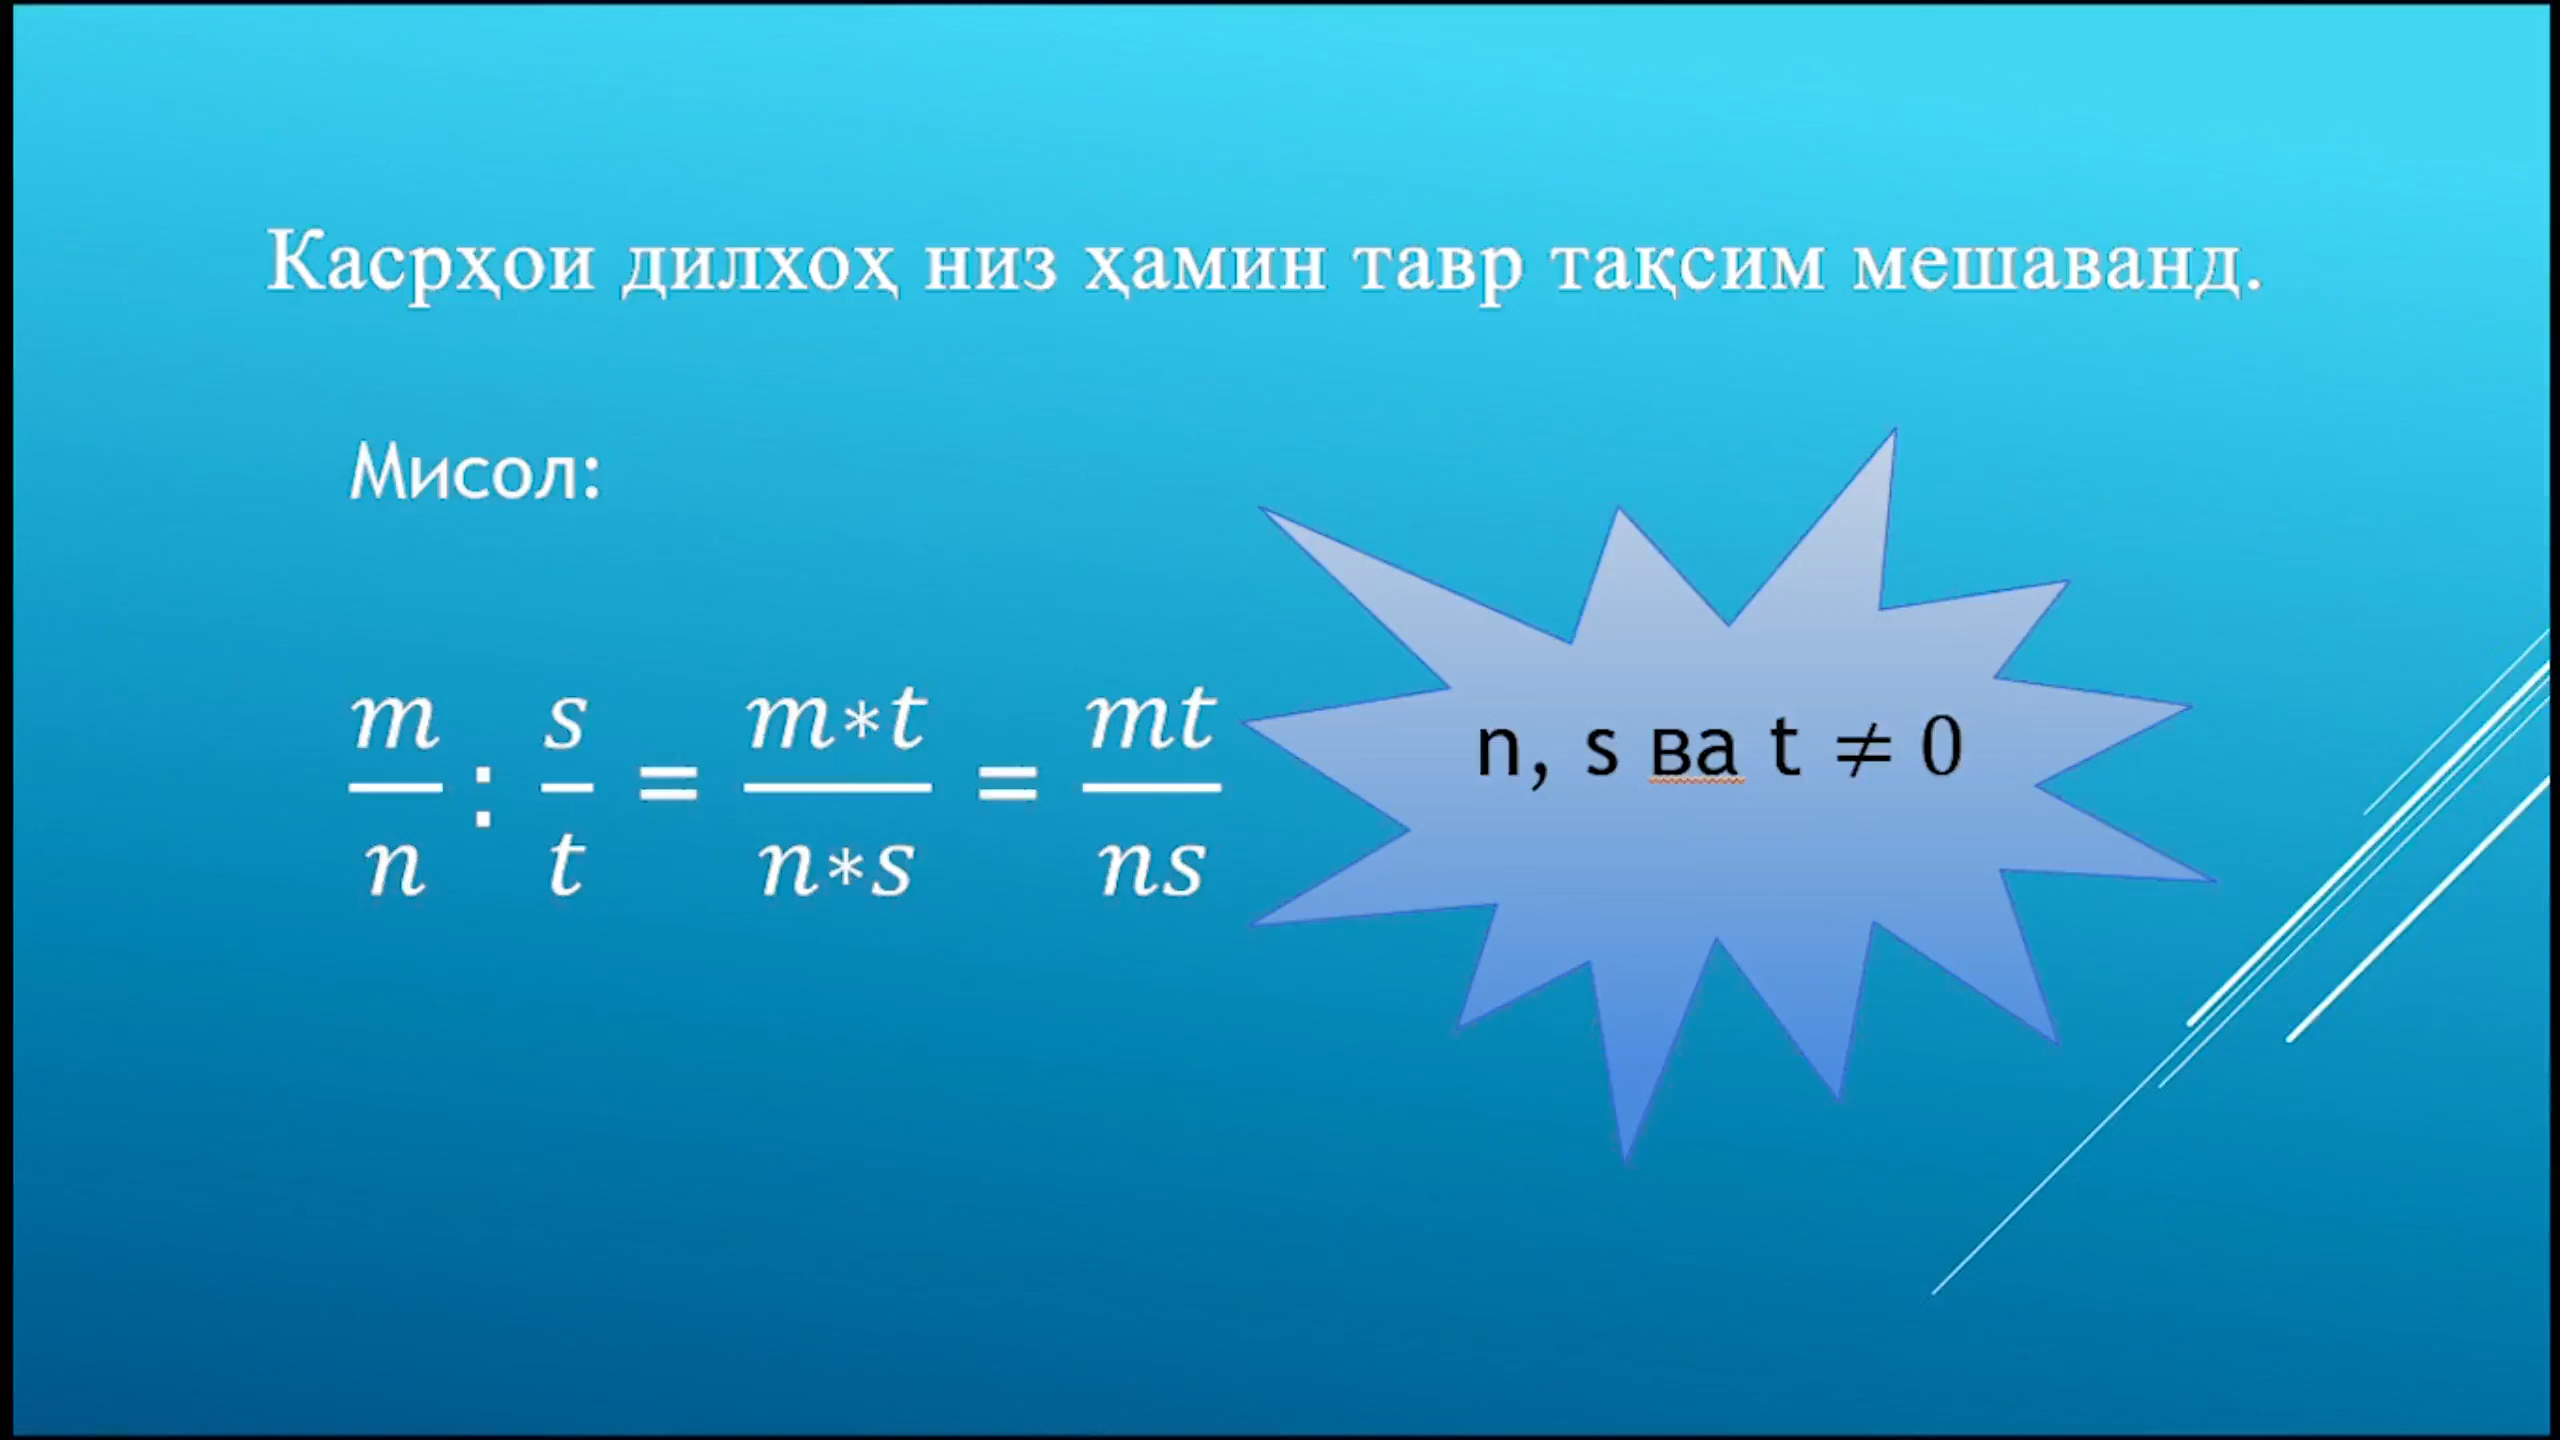 Касрҳои дилхоҳ низ ҳамин тавр тақсим мешаванд.
Мисол:
m/n : s/t = m∗t/n∗s = mt/ns
n, s ва t ≠ 0